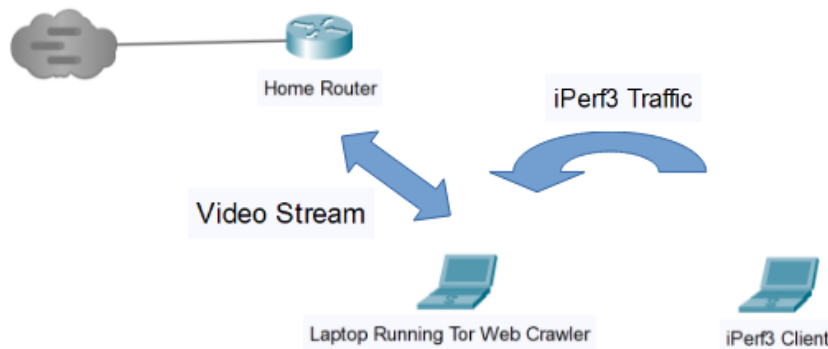 Home Router
iPerf3 Traffic
Video Stream
Laptop Running Tor Web Crawler
iPerf3 Client